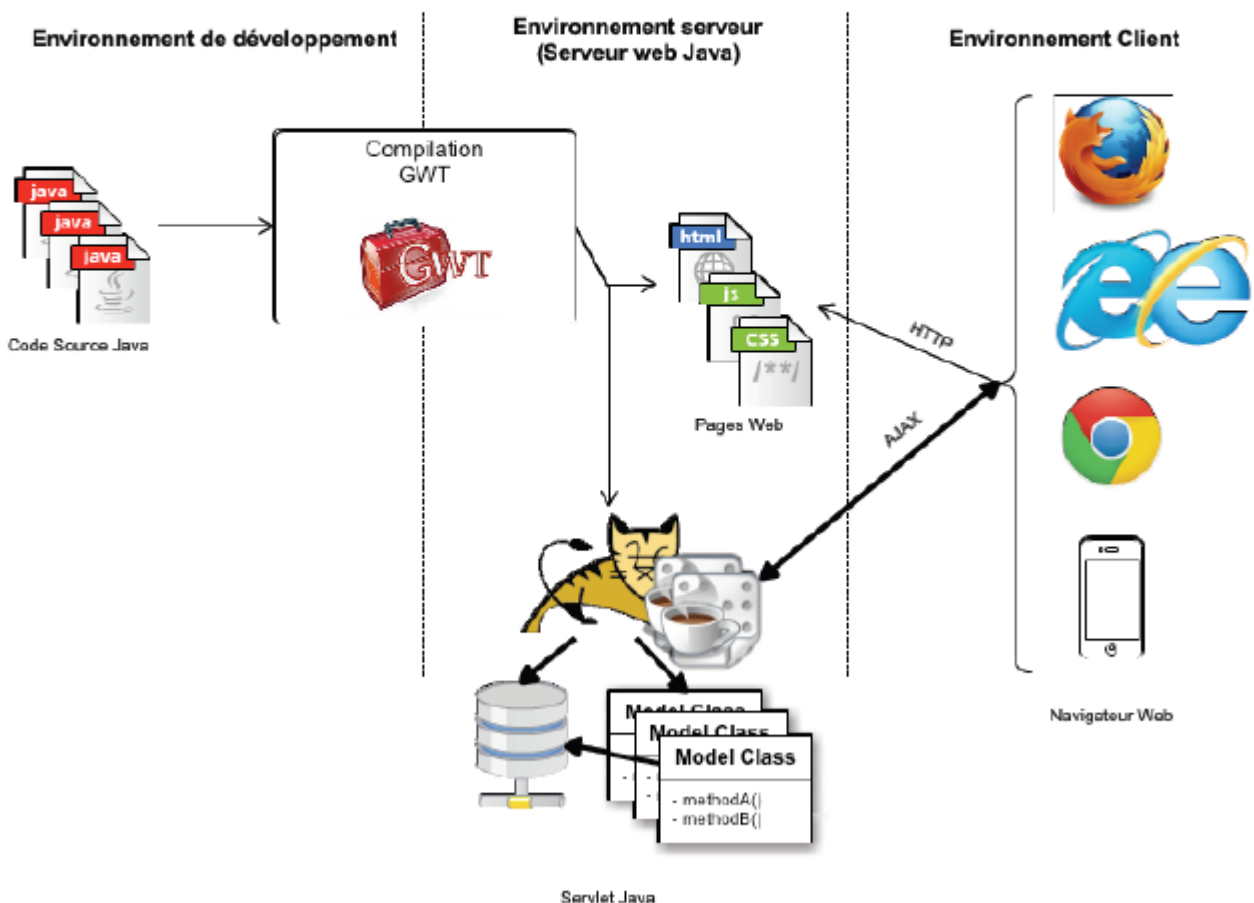 Environnement de développement
Environnement serveur
(Serveur web Java)
Environnement Client
Compilation
GWT
java
java
java
GWT
Code Source Java
html
js
css
/**/
Pages Web
HTTP
AJAX
Model Class
Model Class
Model Class
- methodA()
- methodB()
Navigateur Web
Servlet Java